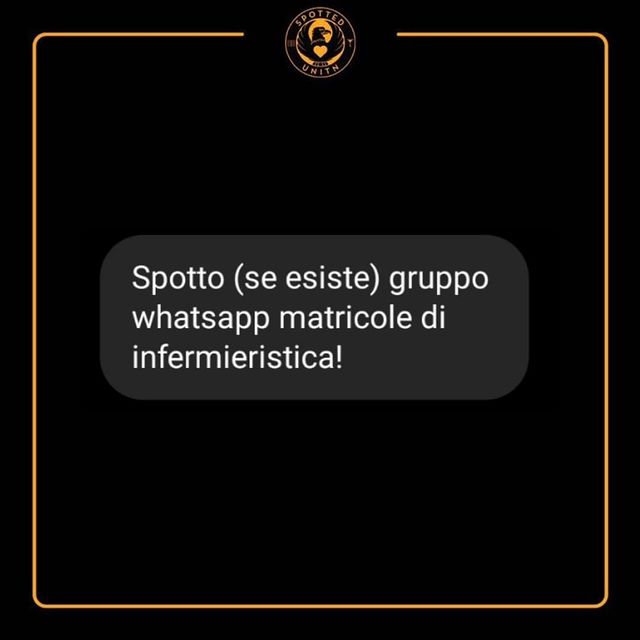 SPOTTED
UNITN
Spotto (se esiste) gruppo
whatsapp matricole di
infermieristica!